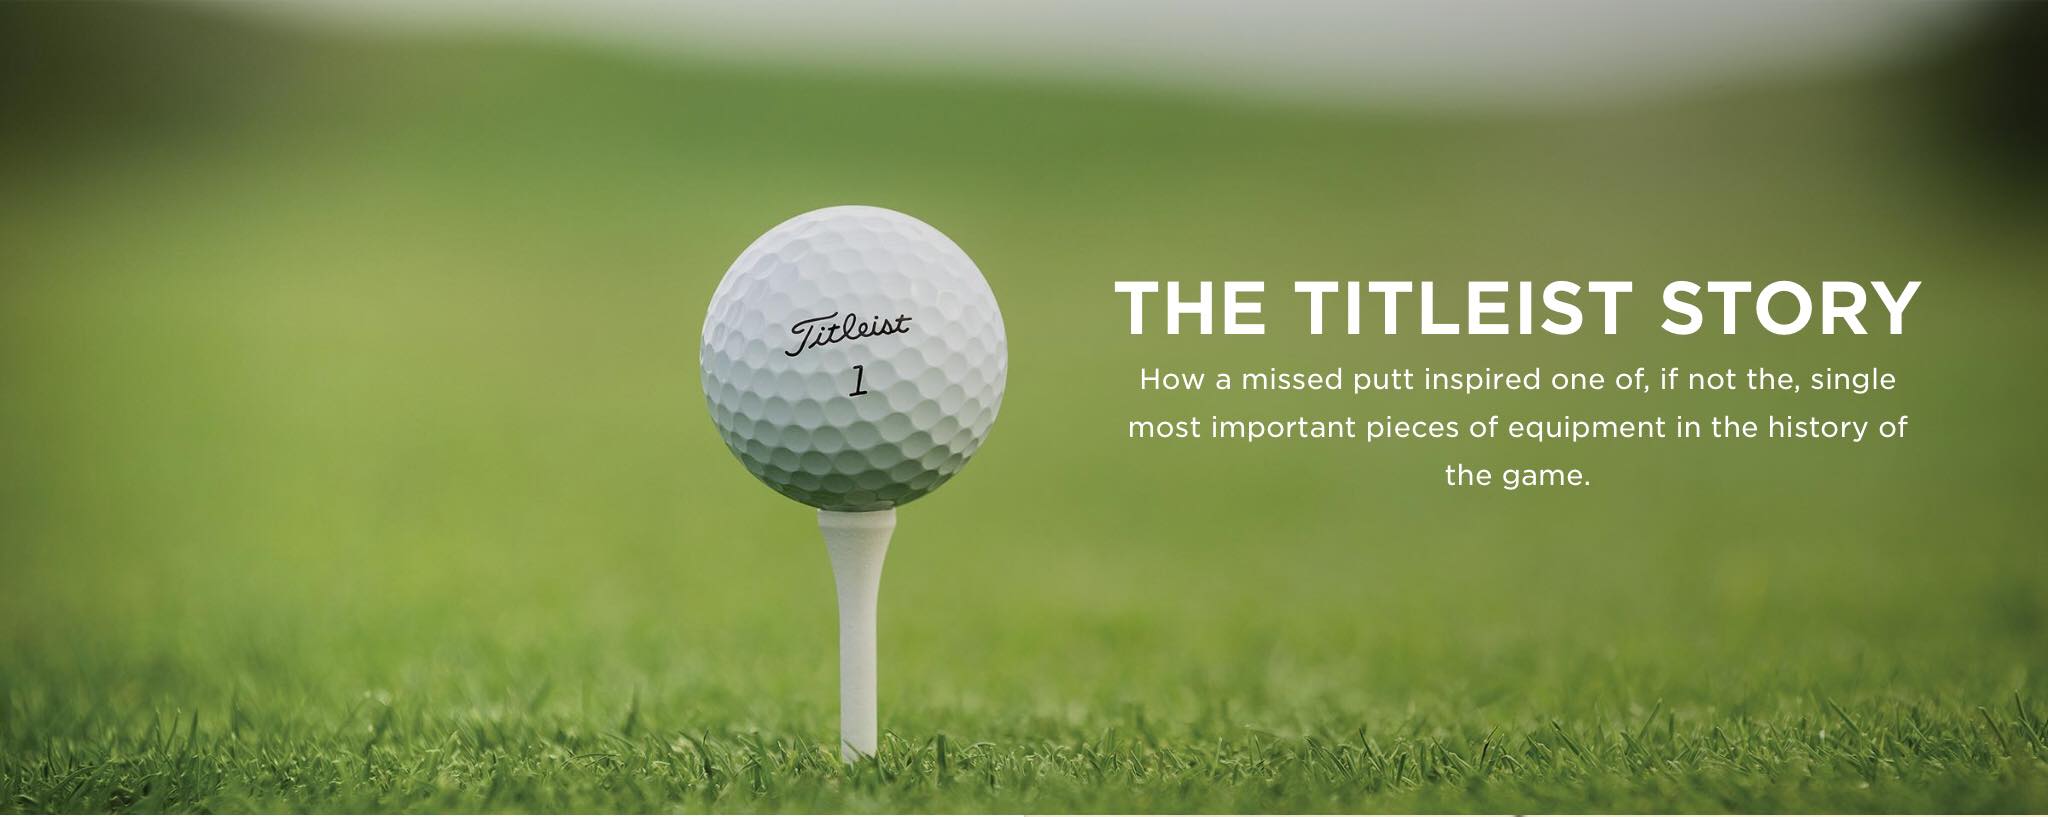 Titleist
1
THE TITLEIST STORY
How a missed putt inspired one of, if not the, single
most important pieces of equipment in the history of
the game.